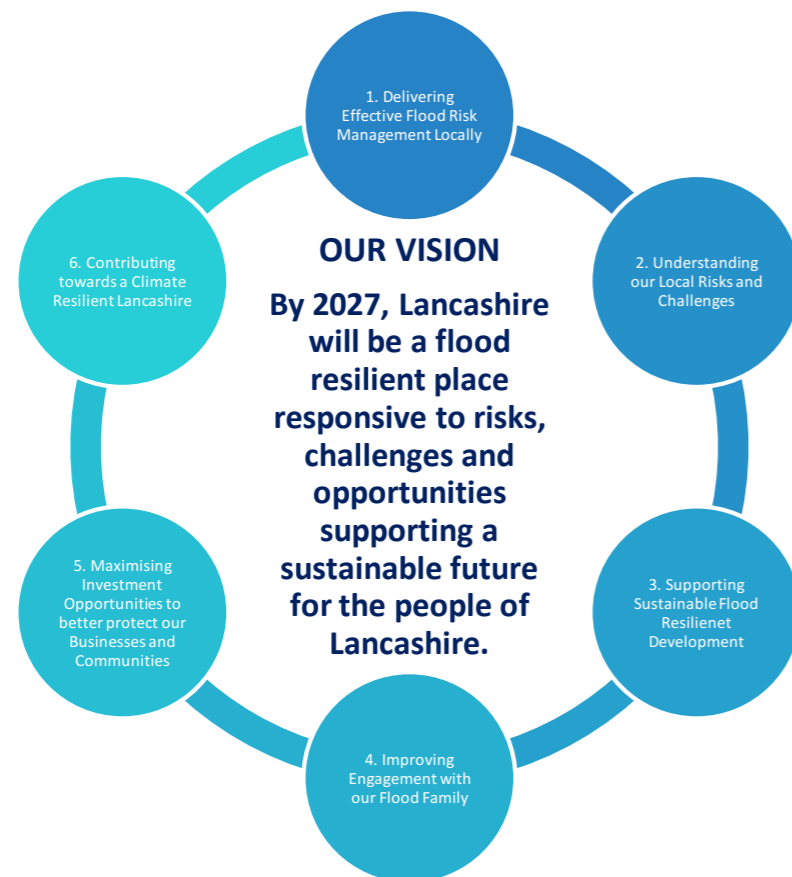 1. Delivering
Effective Flood Risk
Management Locally
2. Understanding
our Local Risks and
Challenges
3. Supporting
Sustainable Flood
Resilienet
Development
4. Improving
Engagement with
our Flood Family
5. Maximising
Investment
Opportunities to
better protect our
Businesses and
Communities
6. Contributing
towards a Climate
Resilient Lancashire
OUR VISION
By 2027, Lancashire
will be a flood
resilient place
responsive to risks,
challenges and
opportunities
supporting a
sustainable future
for the people of
Lancashire.